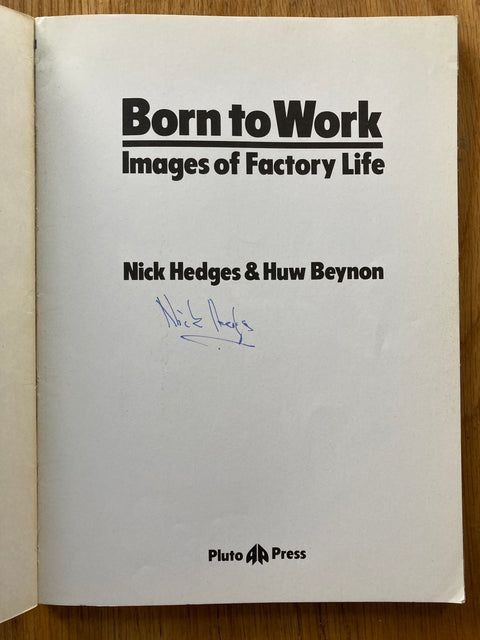 Born to Work
Images of Factory Life
Nick Hedges & Huw Beynon
Nick Hedges
Pluto Press